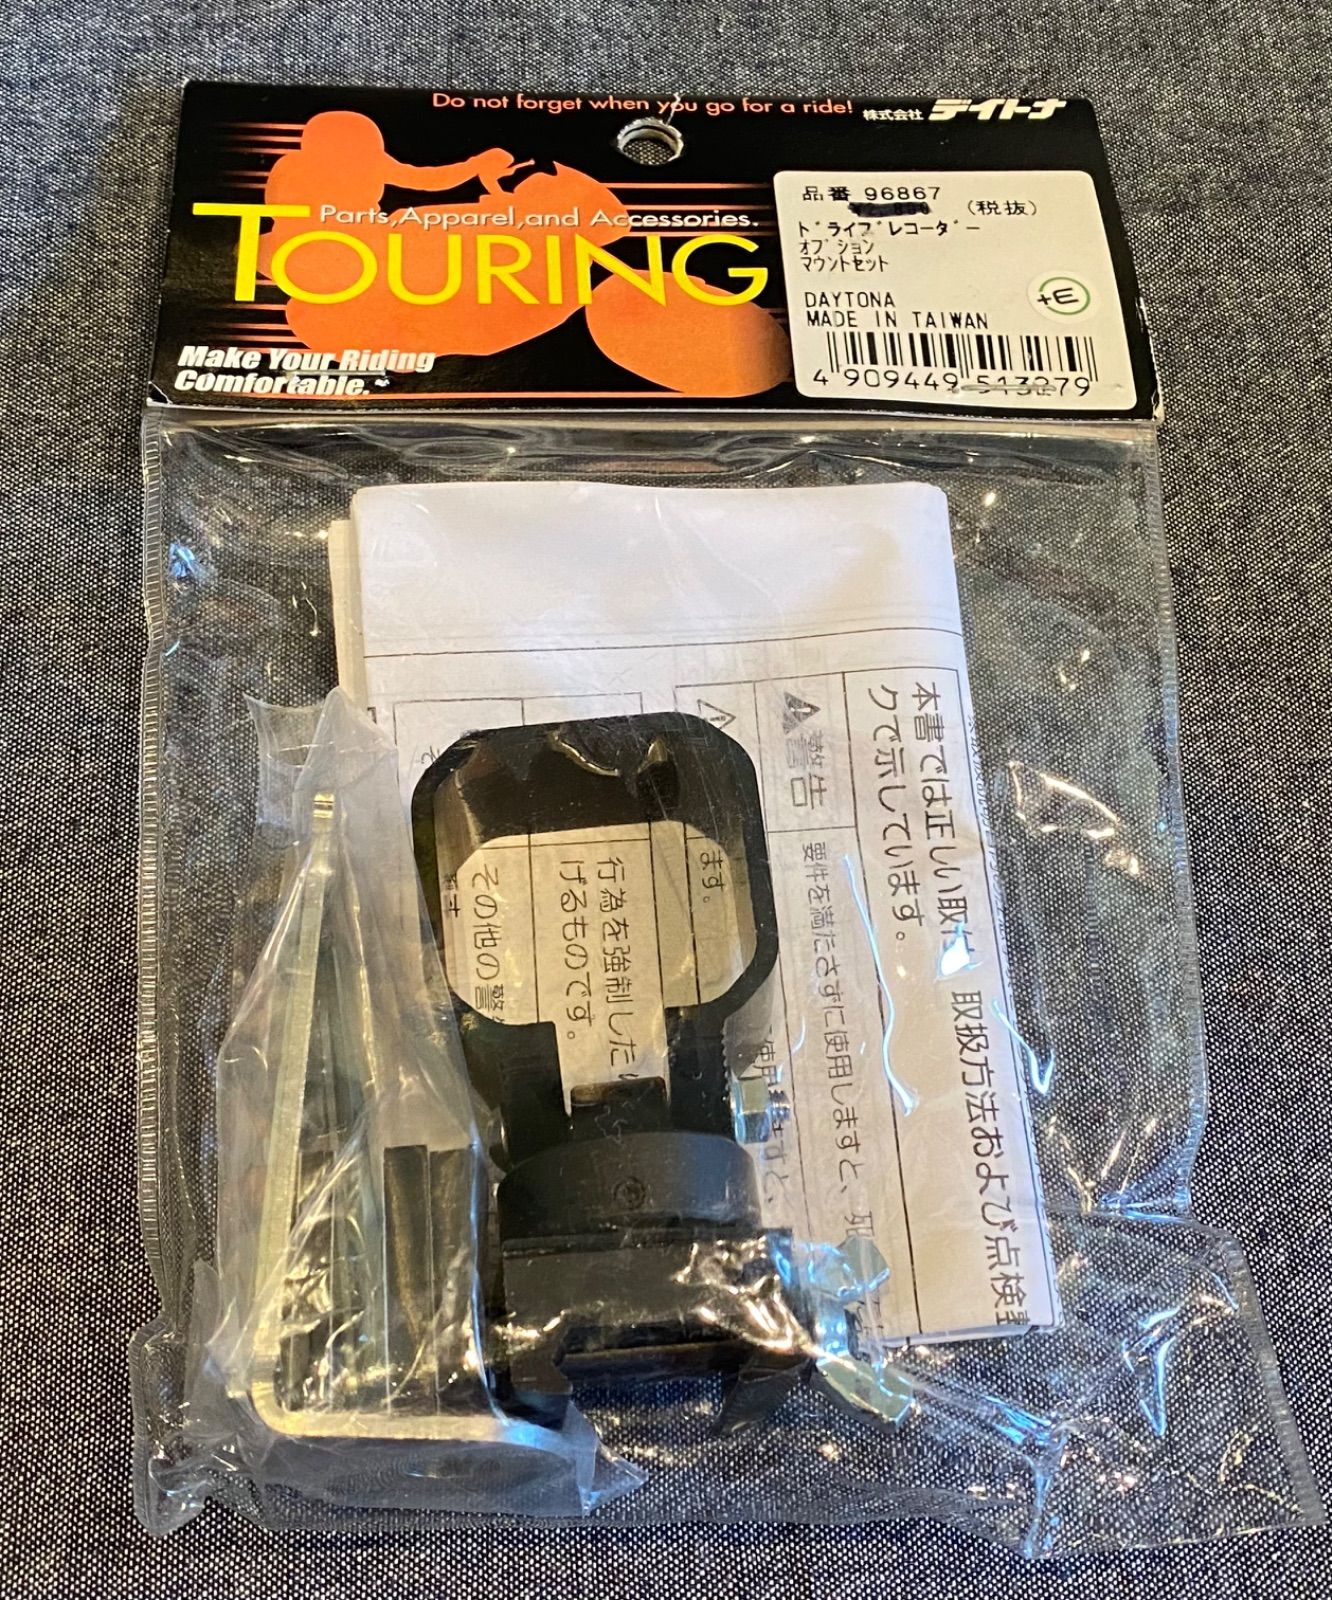 Do not forget when you go for a ride! 株式会社 デイトナ
Parts,Apparel,and Accessories.
TOURING
Make Your Riding
Comfortable.
品番 96867
(税抜)
ドライブレコーダー
オプション
マウントセット
DAYTONA
MADE IN TAIWAN
+E
4 909449 513279
本書では正しい取付 取扱方法および点検
クで示しています。
警告
要件を満たさずに使用しますと、
ます。
行為を強制したい
げるものです。
その他の警